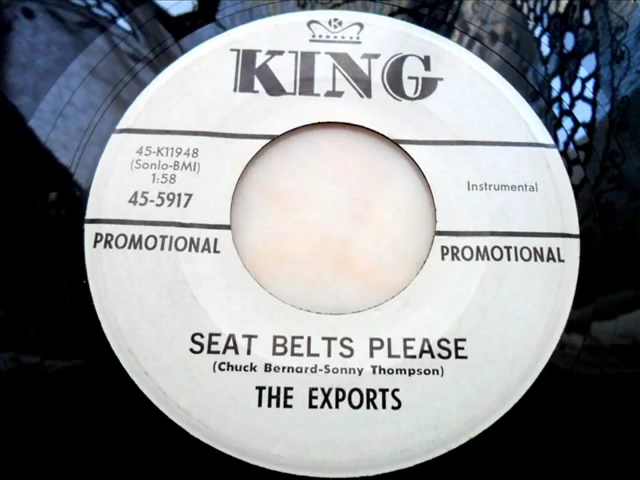 K
KING
45-K11948
(Sonlo-BMI)
1:58
45-5917
Instrumental
PROMOTIONAL
PROMOTIONAL
SEAT BELTS PLEASE
(Chuck Bernard-Sonny Thompson)
THE EXPORTS